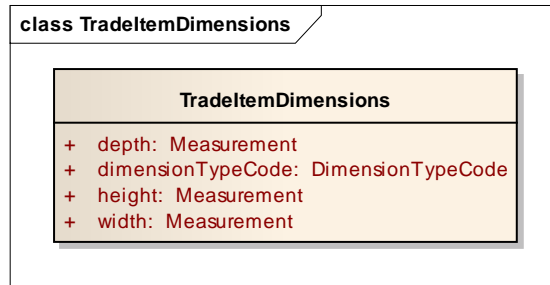 class TradeItemDimensions
TradeItemDimensions
+ depth: Measurement
+ dimensionTypeCode: DimensionTypeCode
+ height: Measurement
+ width: Measurement